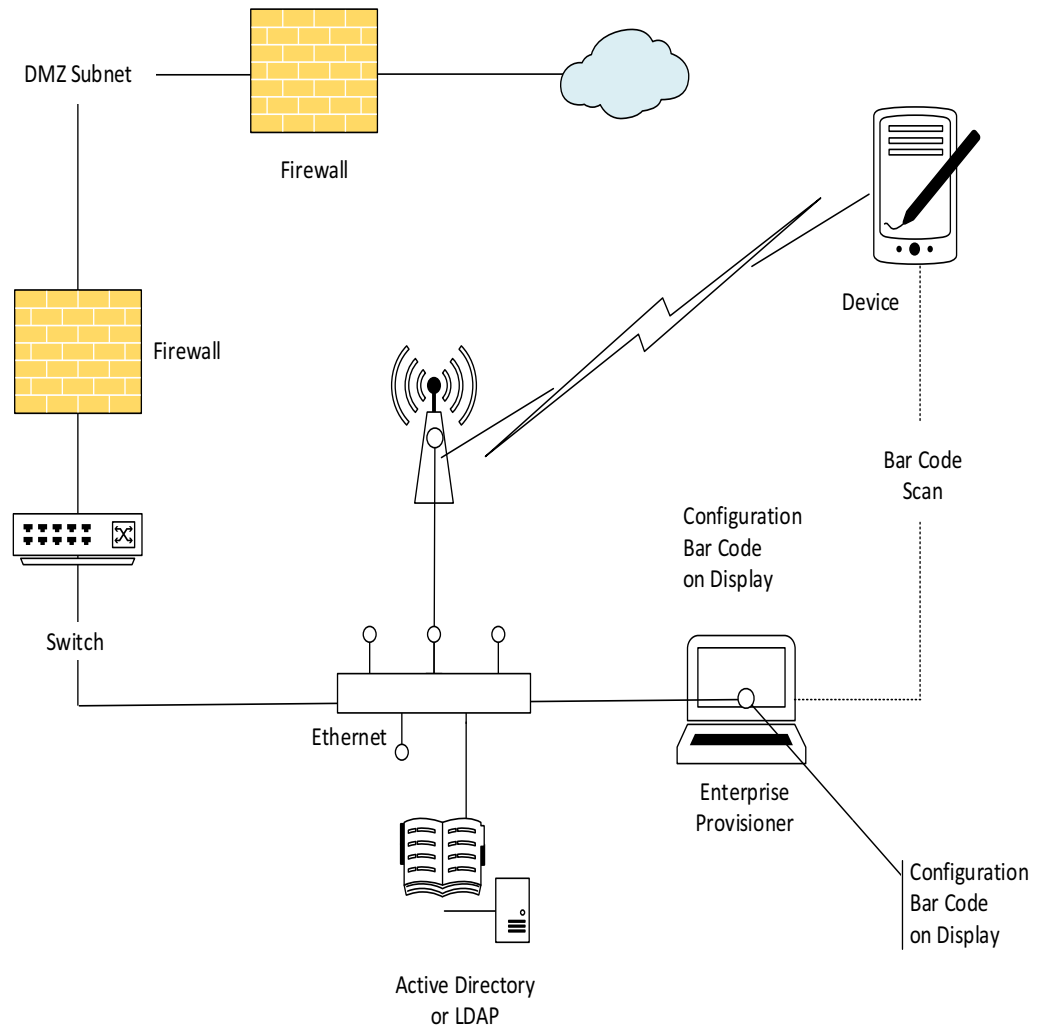 DMZ Subnet
Firewall
Firewall
Device
Bar Code
Scan
Configuration
Bar Code
on Display
Switch
Ethernet
Enterprise
Provisioner
Configuration
Bar Code
on Display
Active Directory
or LDAP